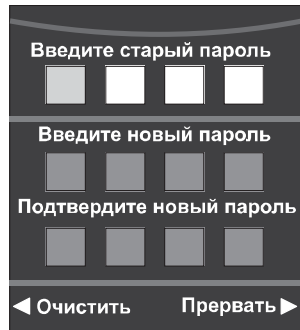 Введите старый пароль
Введите новый пароль
Подтвердите новый пароль
Очистить Прервать